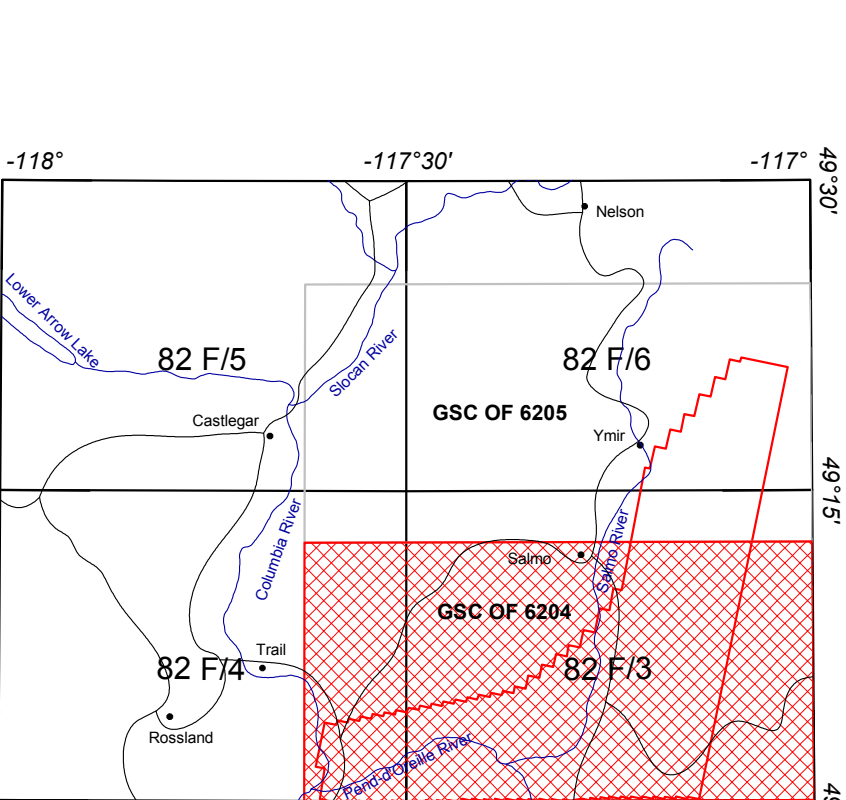 -118°
-117°30'
-117°
49°30'
Nelson
Lower Arrow Lake
82 F/5
Slocan River
82 F/6
GSC OF 6205
Castlegar
Ymir
49°15'
Columbia River
Salmo River
Salmo
GSC OF 6204
Trail
82 F/4
82 F/3
Rossland
Pend-d'Oreille River